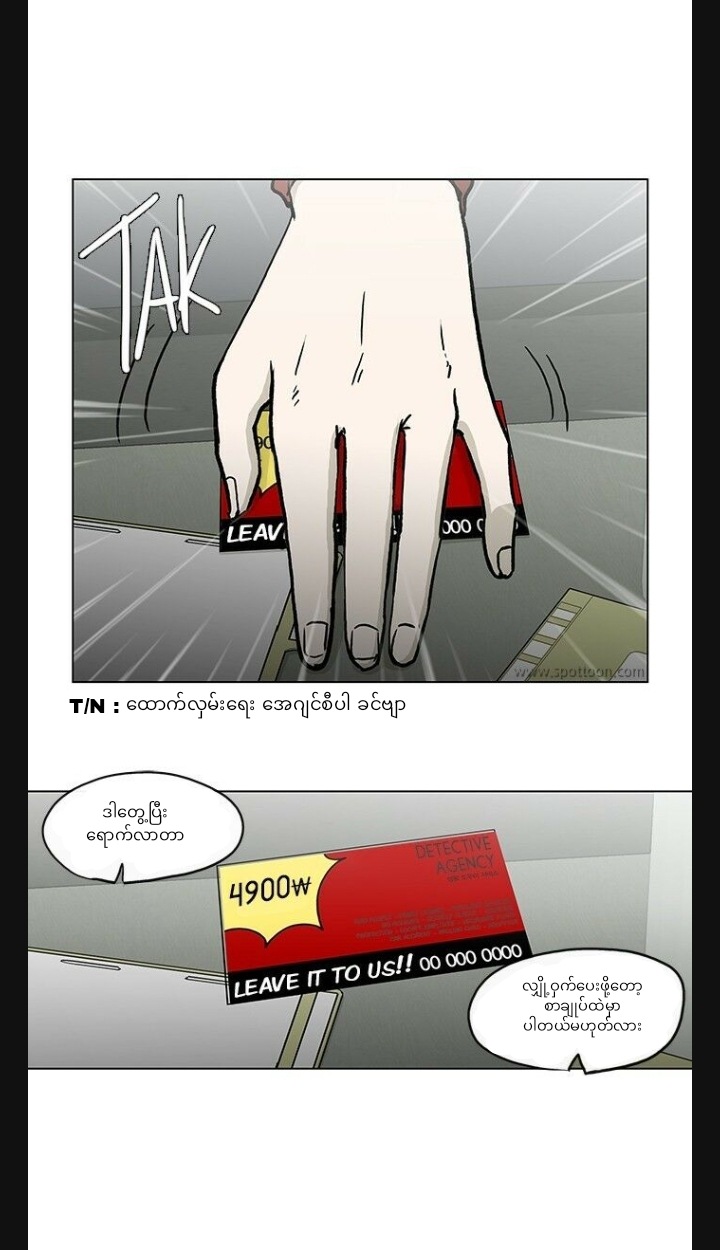 TAK
LEAVE
000 0
www.spottoon.com
T/N : ထောက်လှမ်းရေး အေဂျင်စီပါ ခင်ဗျာ
ဒါတွေ့ပြီး
ရောက်လာတာ
4900₩
DETECTIVE
AGENCY
LEAVE IT TO US!! 00 000 0000
လျှို့ဝှက်ပေးဖို့တော့
စာချုပ်ထဲမှာ
ပါတယ်မဟုတ်လား